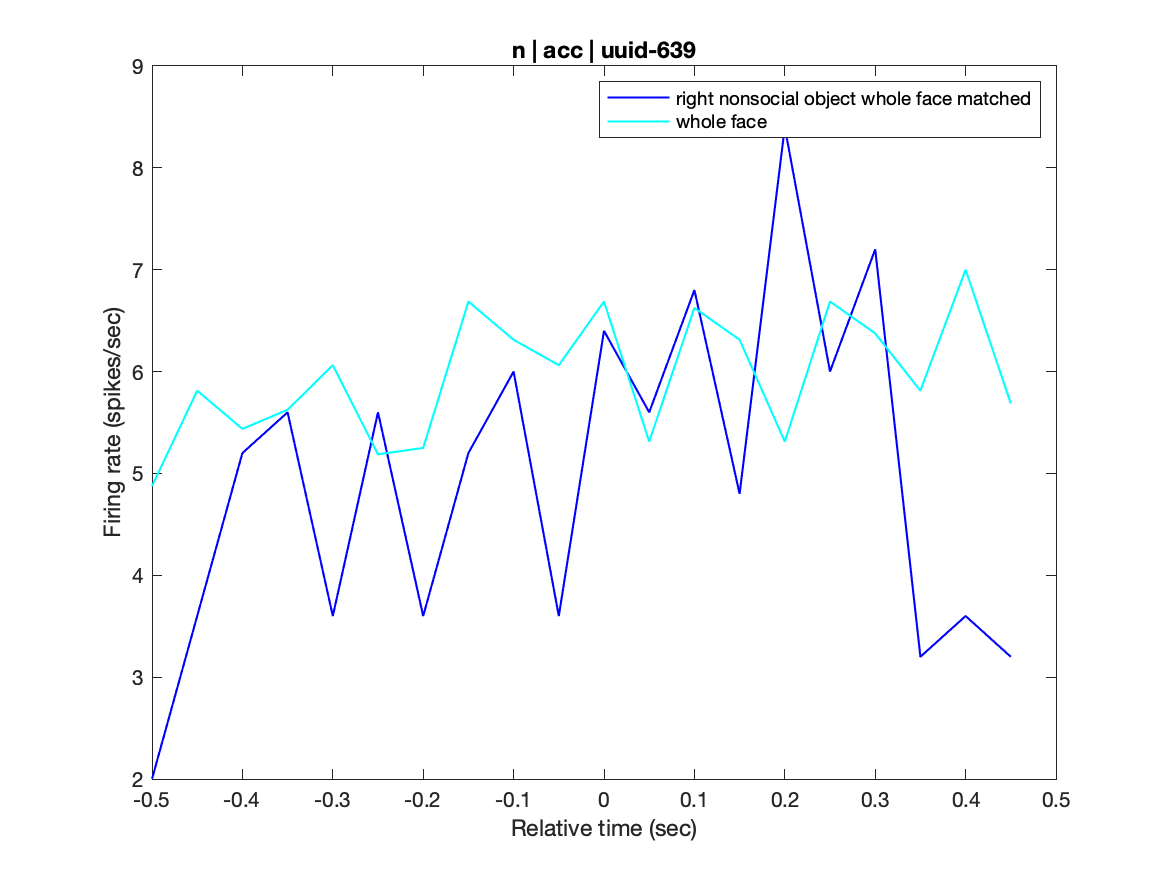 n | acc | uuid-639
right nonsocial object whole face matched
whole face
9
8
7
6
5
4
3
2
Firing rate (spikes/sec)
-0.5 -0.4 -0.3 -0.2 -0.1 0 0.1 0.2 0.3 0.4 0.5
Relative time (sec)